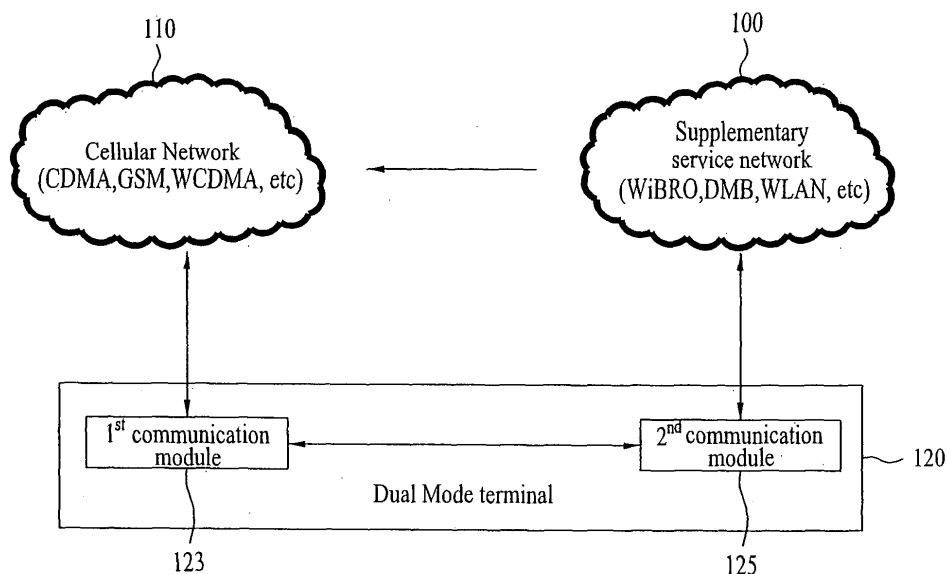 110
100
Cellular Network
(CDMA,GSM,WCDMA, etc)
Supplementary
service network
(WiBRO,DMB,WLAN, etc)
1st communication
module
2nd communication
module
120
Dual Mode terminal
123
125